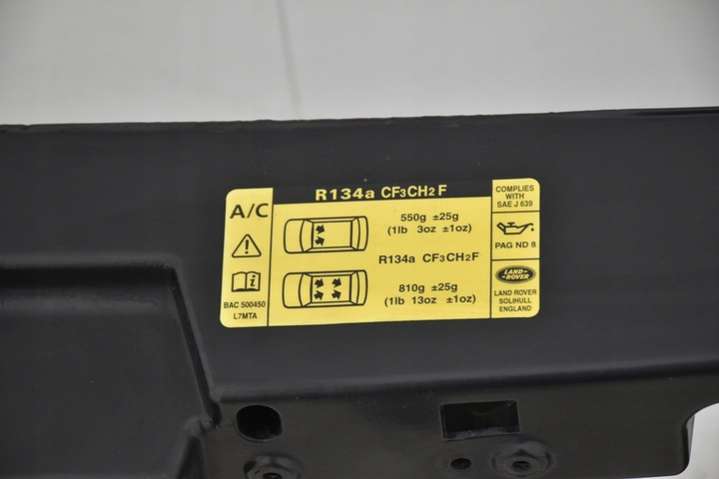 R134a CF3CH2F
A/C
BAC 500450
L7MTA
550g ±25g
(1lb 3oz ±1oz)
R134a CF3CH2F
810g ±25g
(1lb 13oz ±1oz)
COMPLIES
WITH
SAE J 639
PAG ND 8
LAND-
ROVER
LAND ROVER
SOLIHULL
ENGLAND